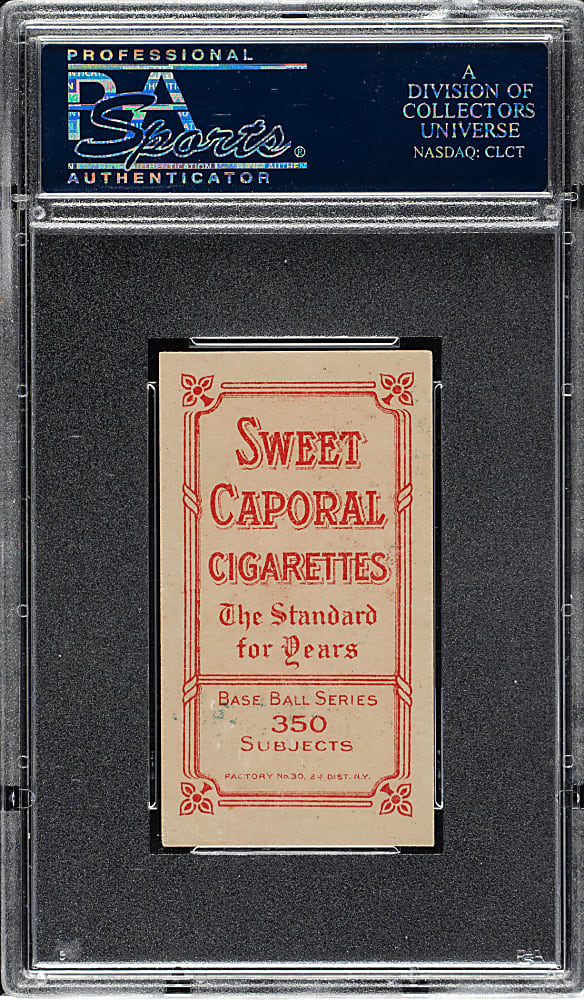 PROFESSIONAL
PSA
Sports®
AUTHENTICATOR
A
DIVISION OF
COLLECTORS
UNIVERSE
NASDAQ: CLCT
SWEET
CAPORAL
CIGARETTES
The Standard
for Years
BASE BALL SERIES
350
SUBJECTS
FACTORY No. 30, 2d DIST. N.Y.
PSA